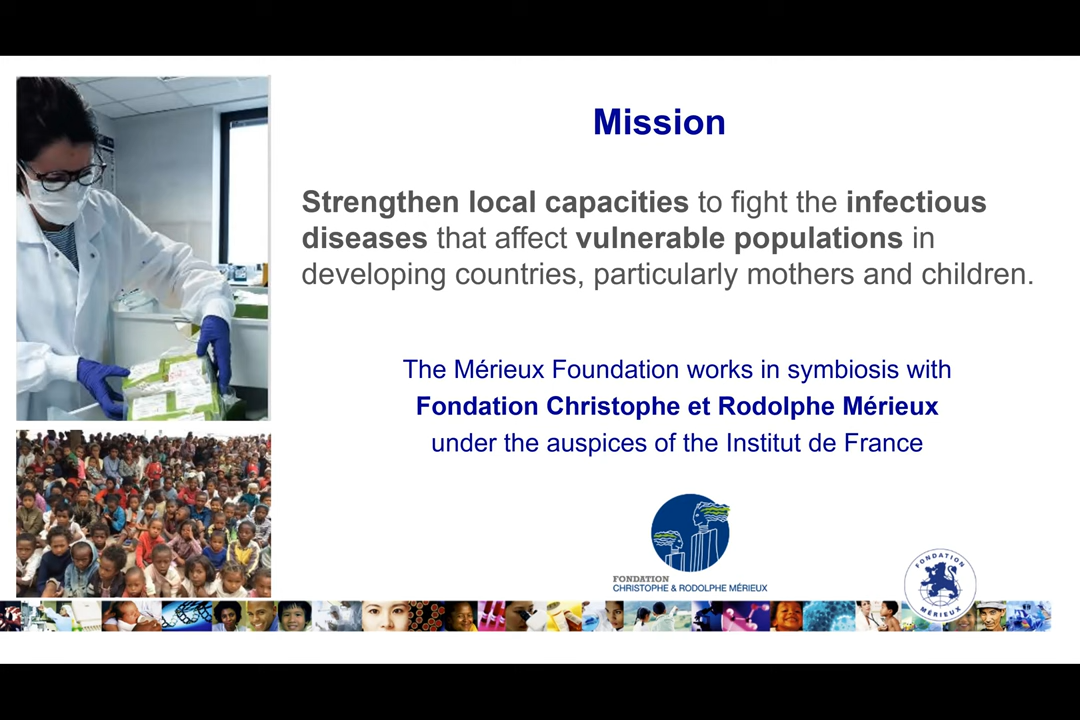 Mission
Strengthen local capacities to fight the infectious
diseases that affect vulnerable populations in
developing countries, particularly mothers and children.
The Mérieux Foundation works in symbiosis with
Fondation Christophe et Rodolphe Mérieux
under the auspices of the Institut de France
FONDATION
CHRISTOPHE & RODOLPHE MÉRIEUX
FONDATION
MÉRIEUX